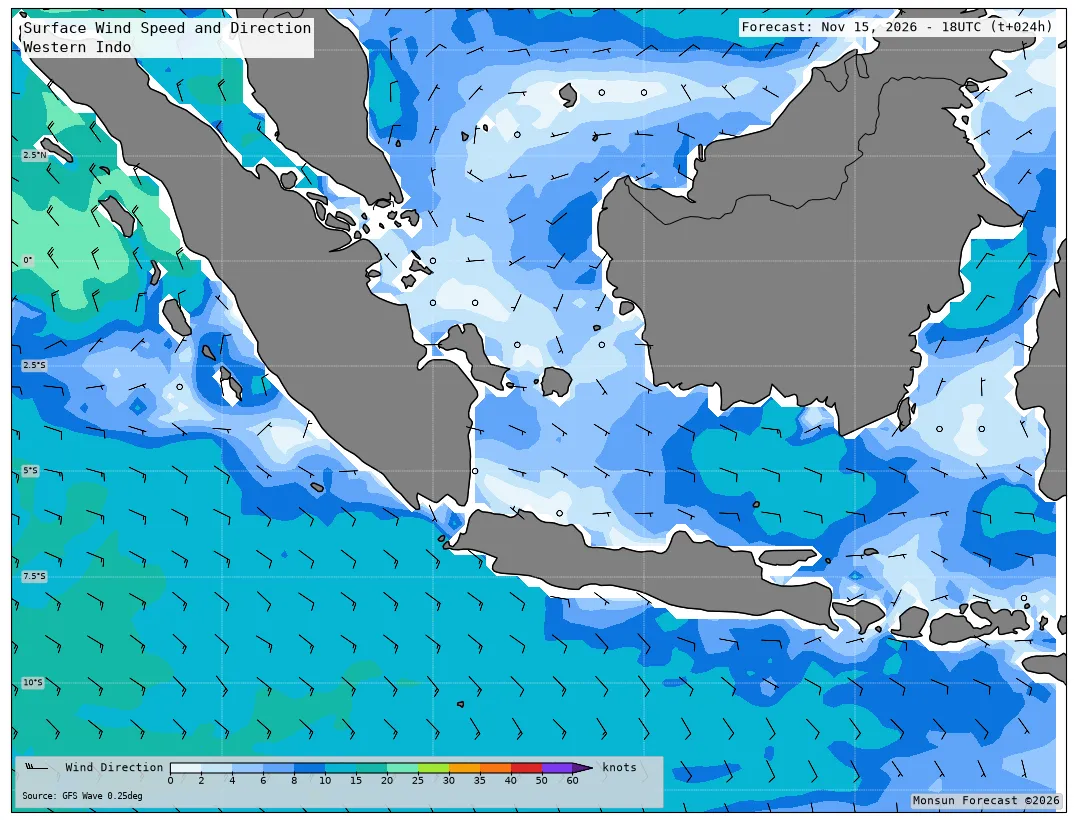 Surface Wind Speed and Direction
Western Indo
Forecast: Nov 15, 2026 - 18UTC (t+024h)
2.5°N
0°
2.5°S
5°S
7.5°S
10°S
Wind Direction
0 2 4 6 8 10 15 20 25 30 35 40 50 60
knots
Source: GFS Wave 0.25deg
Monsun Forecast ©2026